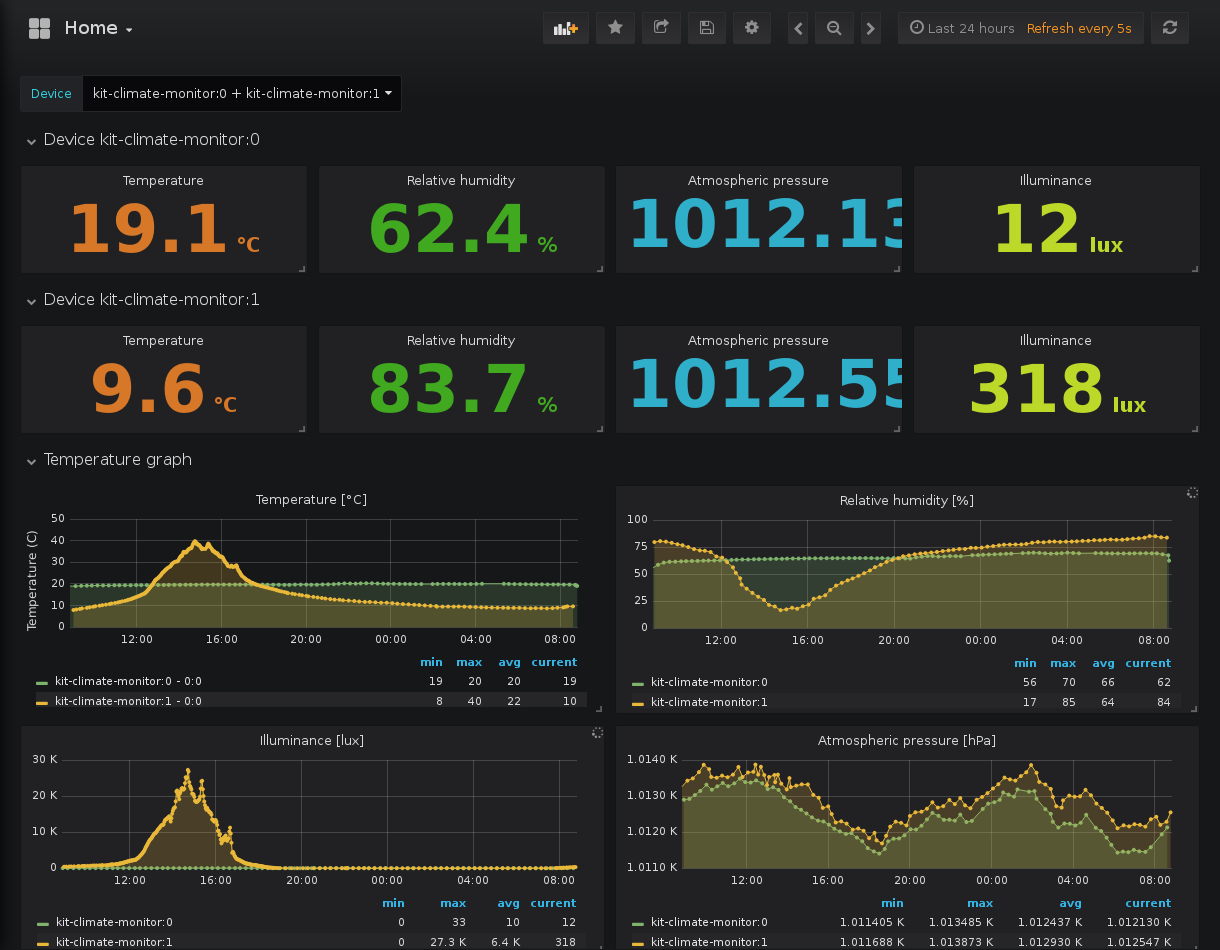 Home
Last 24 hours Refresh every 5s
Device kit-climate-monitor:0 + kit-climate-monitor:1
Device kit-climate-monitor:0
Temperature Relative humidity Atmospheric pressure Illuminance
19.1 °C 62.4 % 1012.13 12 lux
Device kit-climate-monitor:1
Temperature Relative humidity Atmospheric pressure Illuminance
9.6 °C 83.7 % 1012.55 318 lux
Temperature graph
Temperature [°C]
Temperature (C)
50
40
30
20
10
0
12:00 16:00 20:00 00:00 04:00 08:00
min max avg current
kit-climate-monitor:0 - 0:0 19 20 20 19
kit-climate-monitor:1 - 0:0 8 40 22 10
Relative humidity [%]
100
75
50
25
0
12:00 16:00 20:00 00:00 04:00 08:00
min max avg current
kit-climate-monitor:0 56 70 66 62
kit-climate-monitor:1 17 85 64 84
Illuminance [lux]
30 K
20 K
10 K
0
12:00 16:00 20:00 00:00 04:00 08:00
min max avg current
kit-climate-monitor:0 0 33 10 12
kit-climate-monitor:1 0 27.3 K 6.4 K 318
Atmospheric pressure [hPa]
1.0140 K
1.0130 K
1.0120 K
1.0110 K
12:00 16:00 20:00 00:00 04:00 08:00
min max avg current
kit-climate-monitor:0 1.011405 K 1.013485 K 1.012437 K 1.012130 K
kit-climate-monitor:1 1.011688 K 1.013873 K 1.012930 K 1.012547 K